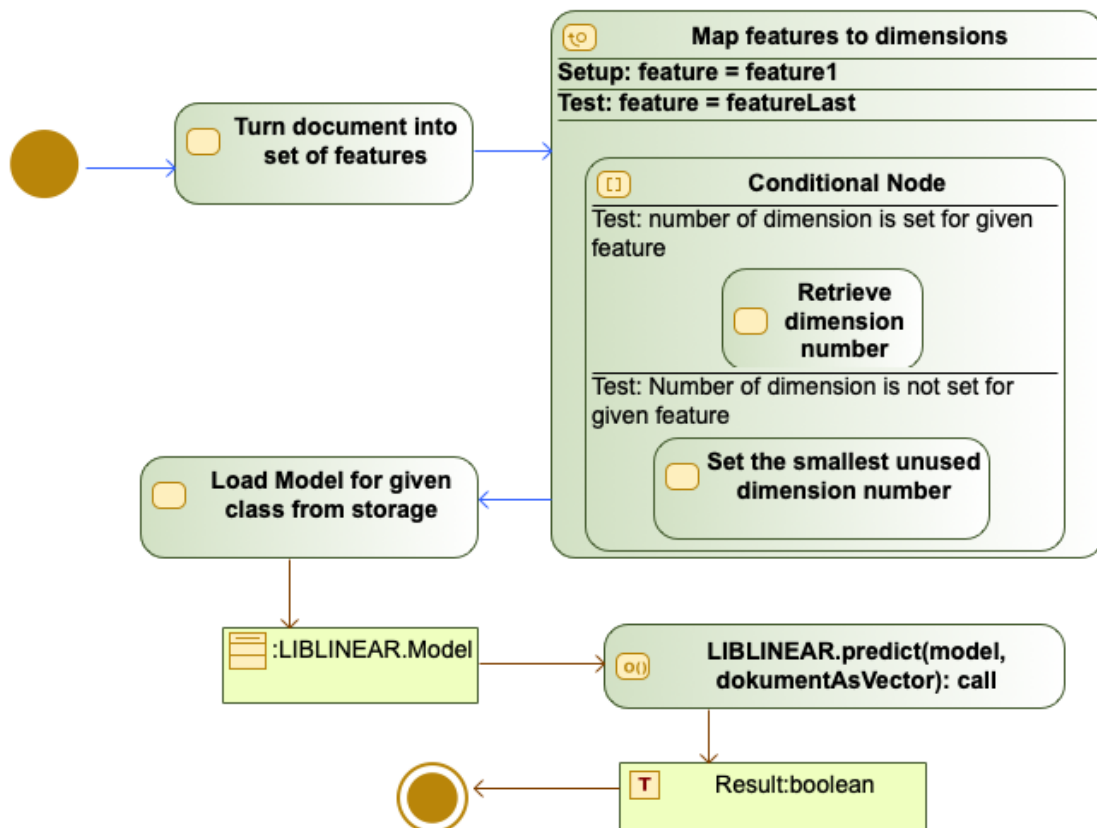 Turn document into
set of features
Map features to dimensions
Setup: feature = feature1
Test: feature = featureLast
[ ]
Conditional Node
Test: number of dimension is set for given
feature
Retrieve
dimension
number
Test: Number of dimension is not set for
given feature
Set the smallest unused
dimension number
Load Model for given
class from storage
:LIBLINEAR.Model
O()
LIBLINEAR.predict(model,
dokumentAsVector): call
T
Result:boolean